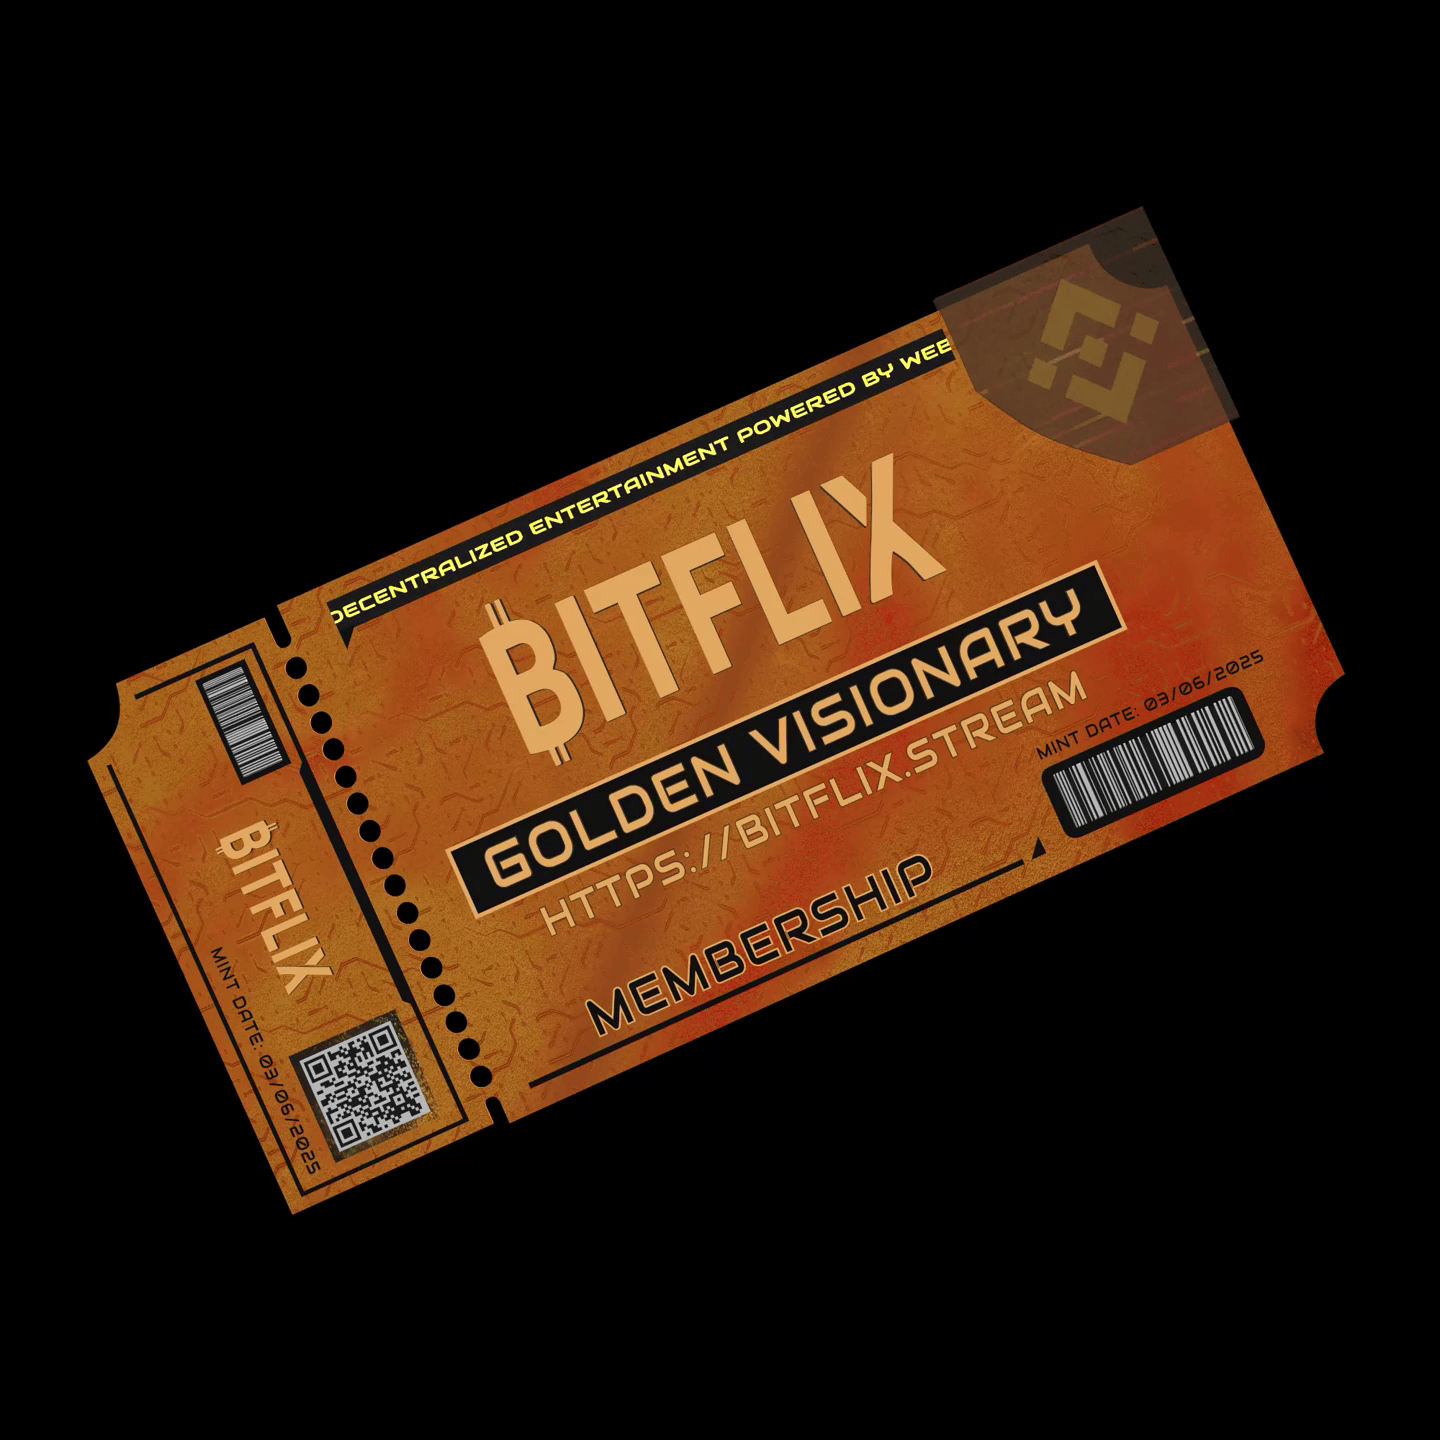 DECENTRALIZED ENTERTAINMENT POWERED BY WEE
BITFLIX
GOLDEN VISIONARY
HTTPS://BITFLIX.STREAM
MINT DATE: 03/06/2025
MEMBERSHIP
BITFLIX
MINT DATE: 03/06/2025